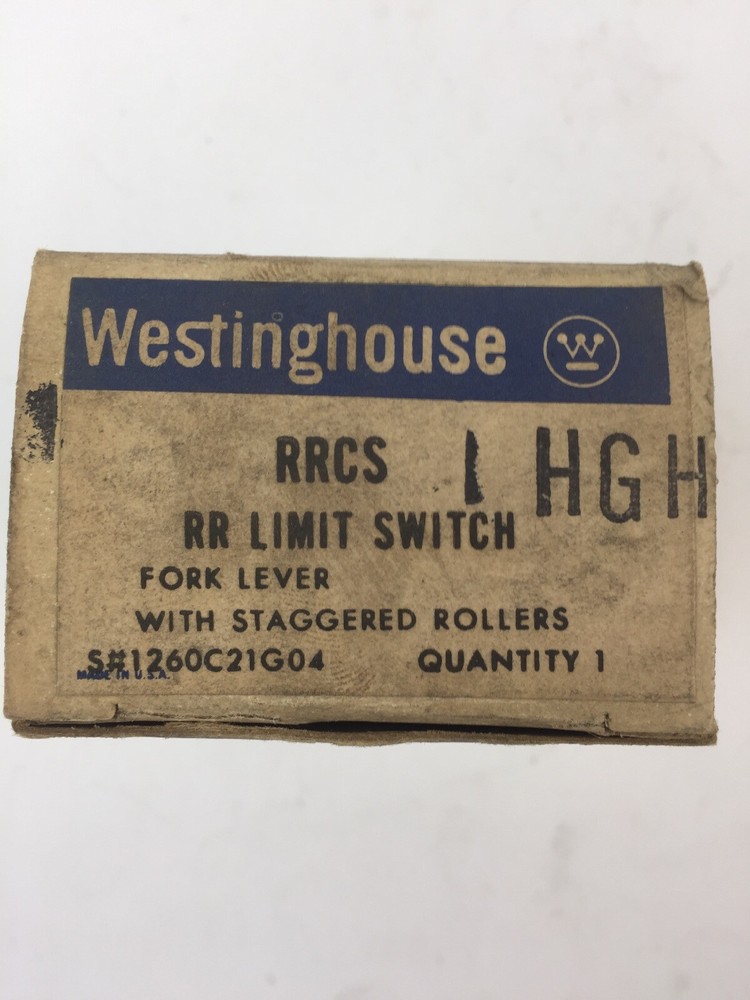 Westinghouse
RRCS
1 HGH
RR LIMIT SWITCH
FORK LEVER
WITH STAGGERED ROLLERS
S#1260C21G04 QUANTITY 1
MADE IN U.S.A.